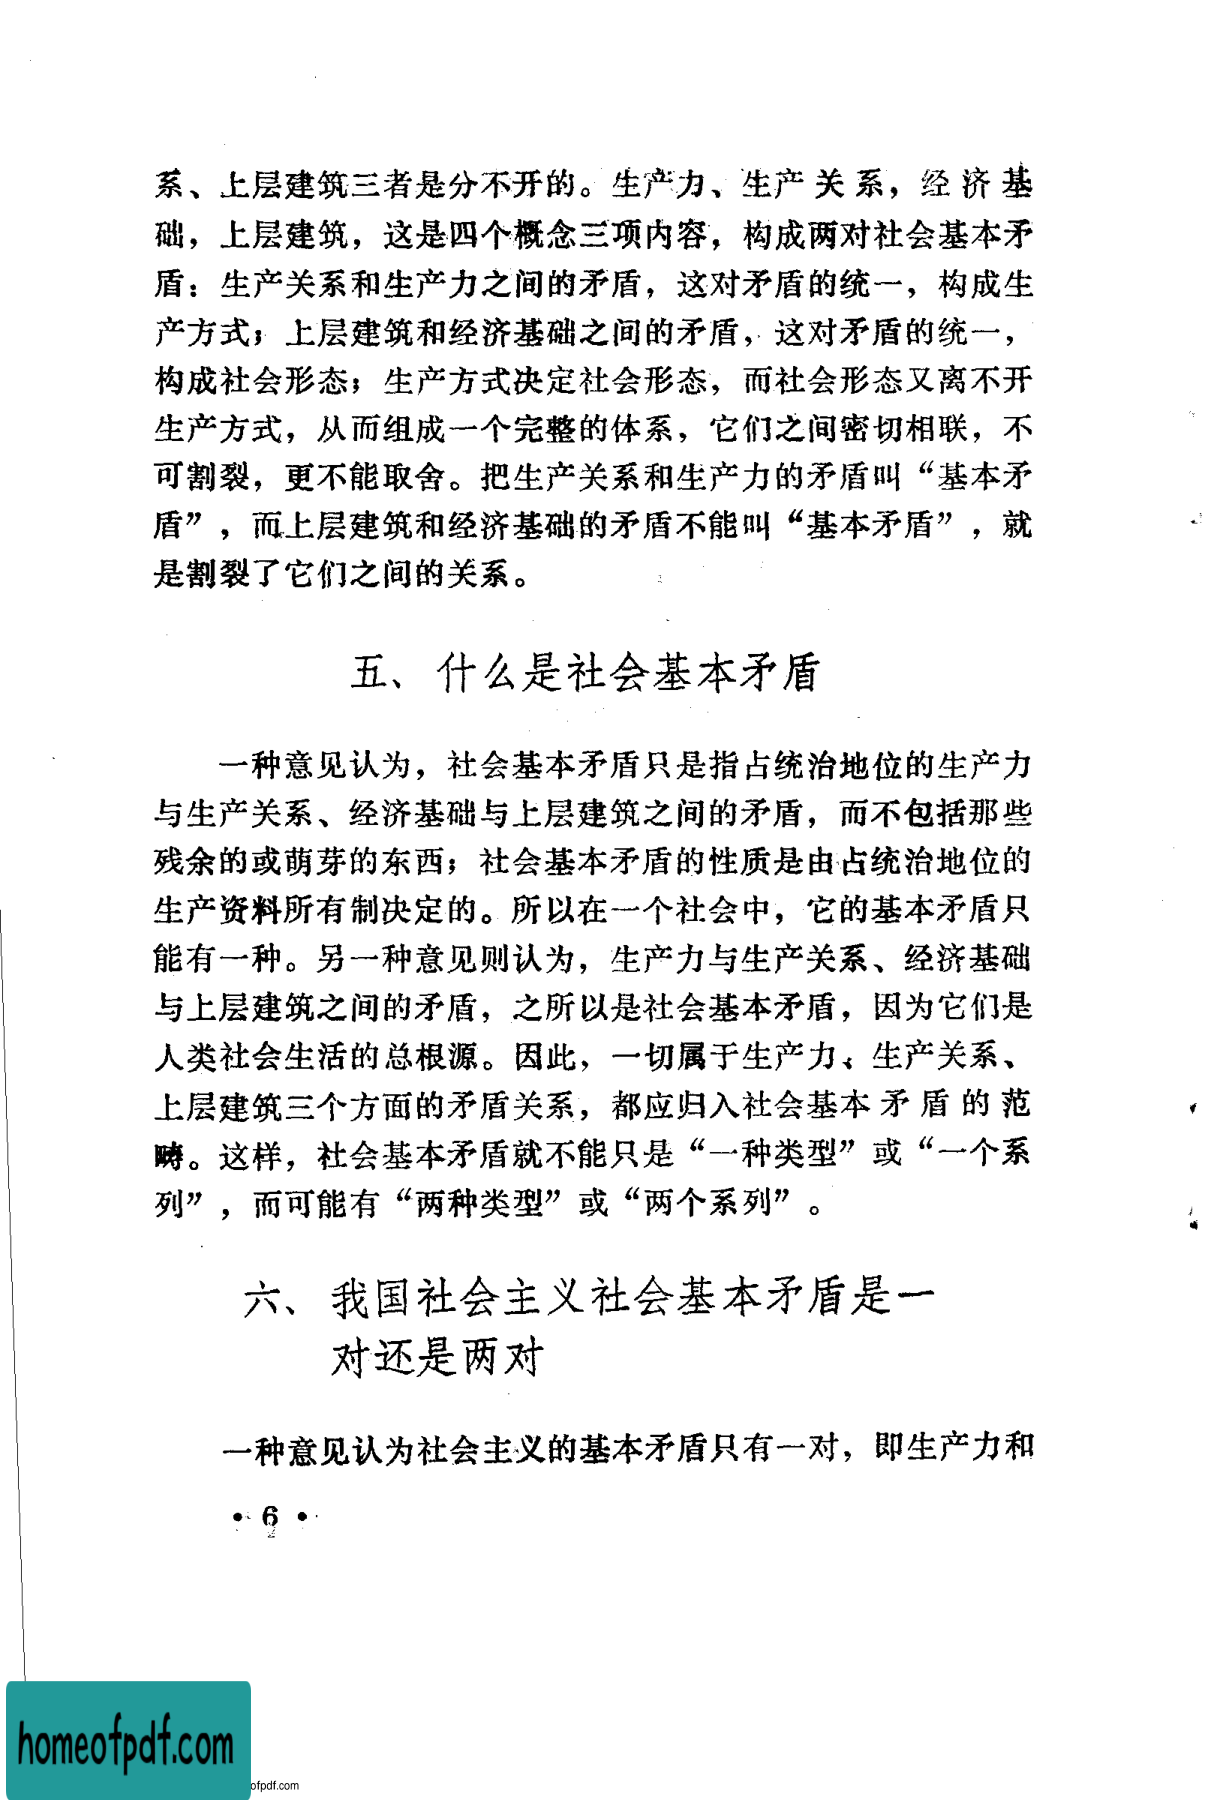 系、上层建筑三者是分不开的。生产力、生产关系，经济基
础，上层建筑，这是四个概念三项内容，构成两对社会基本矛
盾：生产关系和生产力之间的矛盾，这对矛盾的统一，构成生
产方式；上层建筑和经济基础之间的矛盾，这对矛盾的统一，
构成社会形态；生产方式决定社会形态，而社会形态又离不开
生产方式，从而组成一个完整的体系，它们之间密切相联，不
可割裂，更不能取舍。把生产关系和生产力的矛盾叫“基本矛
盾”，而上层建筑和经济基础的矛盾不能叫“基本矛盾”，就
是割裂了它们之间的关系。
五、什么是社会基本矛盾
一种意见认为，社会基本矛盾只是指占统治地位的生产力
与生产关系、经济基础与上层建筑之间的矛盾，而不包括那些
残余的或萌芽的东西；社会基本矛盾的性质是由占统治地位的
生产资料所有制决定的。所以在一个社会中，它的基本矛盾只
能有一种。另一种意见则认为，生产力与生产关系、经济基础
与上层建筑之间的矛盾，之所以是社会基本矛盾，因为它们是
人类社会生活的总根源。因此，一切属于生产力、生产关系、
上层建筑三个方面的矛盾关系，都应归入社会基本矛盾的范
畴。这样，社会基本矛盾就不能只是“一种类型”或“一个系
列”，而可能有“两种类型”或“两个系列”。
六、我国社会主义社会基本矛盾是一
对还是两对
一种意见认为社会主义的基本矛盾只有一对，即生产力和
• 6 •
homeofpdf.com
ofpdf.com